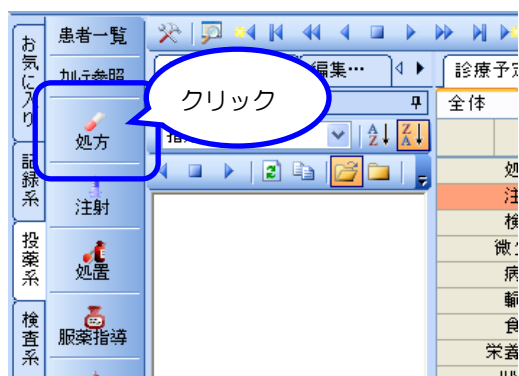 お気に入り
記録系
投薬系
検査系
患者一覧
カルテ参照
処方
注射
処置
服薬指導
クリック
編集…
診療予定
全体
処
注
検
微生
病
輸
食
栄養